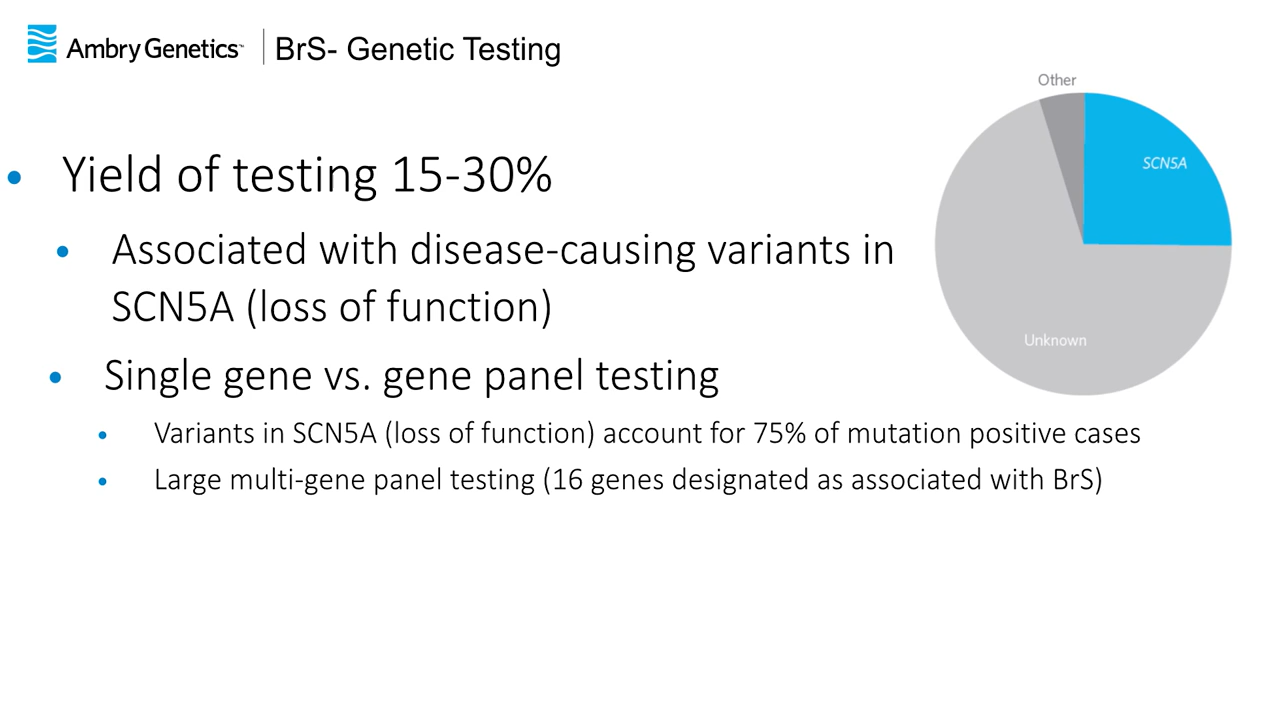 Ambry Genetics™ | BrS- Genetic Testing
• Yield of testing 15-30%
• Associated with disease-causing variants in
SCN5A (loss of function)
• Single gene vs. gene panel testing
• Variants in SCN5A (loss of function) account for 75% of mutation positive cases
• Large multi-gene panel testing (16 genes designated as associated with BrS)
Other
SCN5A
Unknown